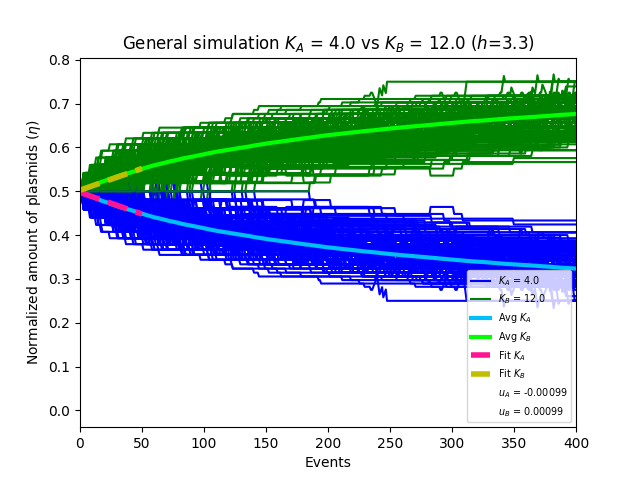 General simulation K_A = 4.0 vs K_B = 12.0 (h=3.3)
Normalized amount of plasmids (η)
0.8
0.7
0.6
0.5
0.4
0.3
0.2
0.1
0.0
K_A = 4.0
K_B = 12.0
Avg K_A
Avg K_B
Fit K_A
Fit K_B
u_A = -0.00099
u_B = 0.00099
0 50 100 150 200 250 300 350 400
Events